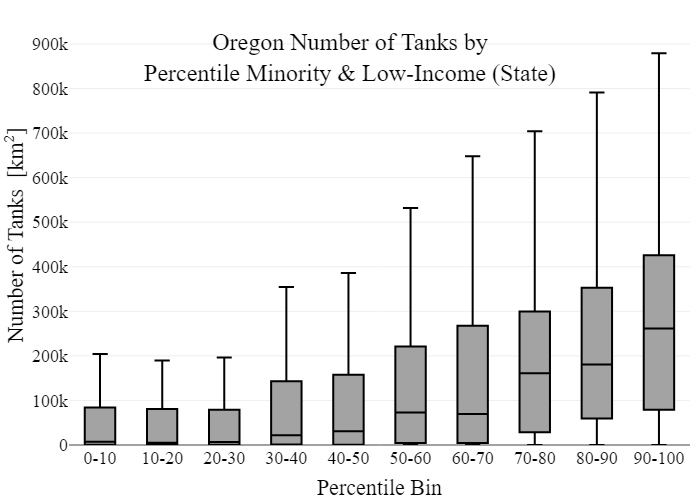 Oregon Number of Tanks by
Percentile Minority & Low-Income (State)
Number of Tanks [km²]
900k
800k
700k
600k
500k
400k
300k
200k
100k
0
0-10 10-20 20-30 30-40 40-50 50-60 60-70 70-80 80-90 90-100
Percentile Bin